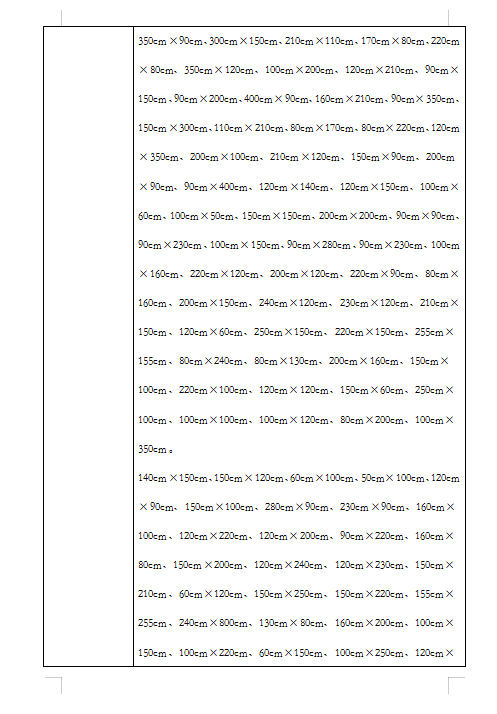 350cm×90cm、300cm×150cm、210cm×110cm、170cm×80cm、220cm
×80cm、350cm×120cm、100cm×200cm、120cm×210cm、90cm×
150cm、90cm×200cm、400cm×90cm、160cm×210cm、90cm×350cm、
150cm×300cm、110cm×210cm、80cm×170cm、80cm×220cm、120cm
×350cm、200cm×100cm、210cm×120cm、150cm×90cm、200cm
×90cm、90cm×400cm、120cm×140cm、120cm×150cm、100cm×
60cm、100cm×50cm、150cm×150cm、200cm×200cm、90cm×90cm、
90cm×230cm、100cm×150cm、90cm×280cm、90cm×230cm、100cm
×160cm、220cm×120cm、200cm×120cm、220cm×90cm、80cm×
160cm、200cm×150cm、240cm×120cm、230cm×120cm、210cm×
150cm、120cm×60cm、250cm×150cm、220cm×150cm、255cm×
155cm、80cm×240cm、80cm×130cm、200cm×160cm、150cm×
100cm、220cm×100cm、120cm×120cm、150cm×60cm、250cm×
100cm、100cm×100cm、100cm×120cm、80cm×200cm、100cm×
350cm。
140cm×150cm、150cm×120cm、60cm×100cm、50cm×100cm、120cm
×90cm、150cm×100cm、280cm×90cm、230cm×90cm、160cm×
100cm、120cm×220cm、120cm×200cm、90cm×220cm、160cm×
80cm、150cm×200cm、120cm×240cm、120cm×230cm、150cm×
210cm、60cm×120cm、150cm×250cm、150cm×220cm、155cm×
255cm、240cm×800cm、130cm×80cm、160cm×200cm、100cm×
150cm、100cm×220cm、60cm×150cm、100cm×250cm、120cm×